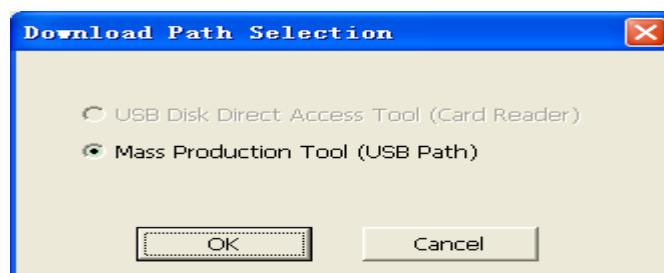 Download Path Selection
USB Disk Direct Access Tool (Card Reader)
Mass Production Tool (USB Path)
OK
Cancel